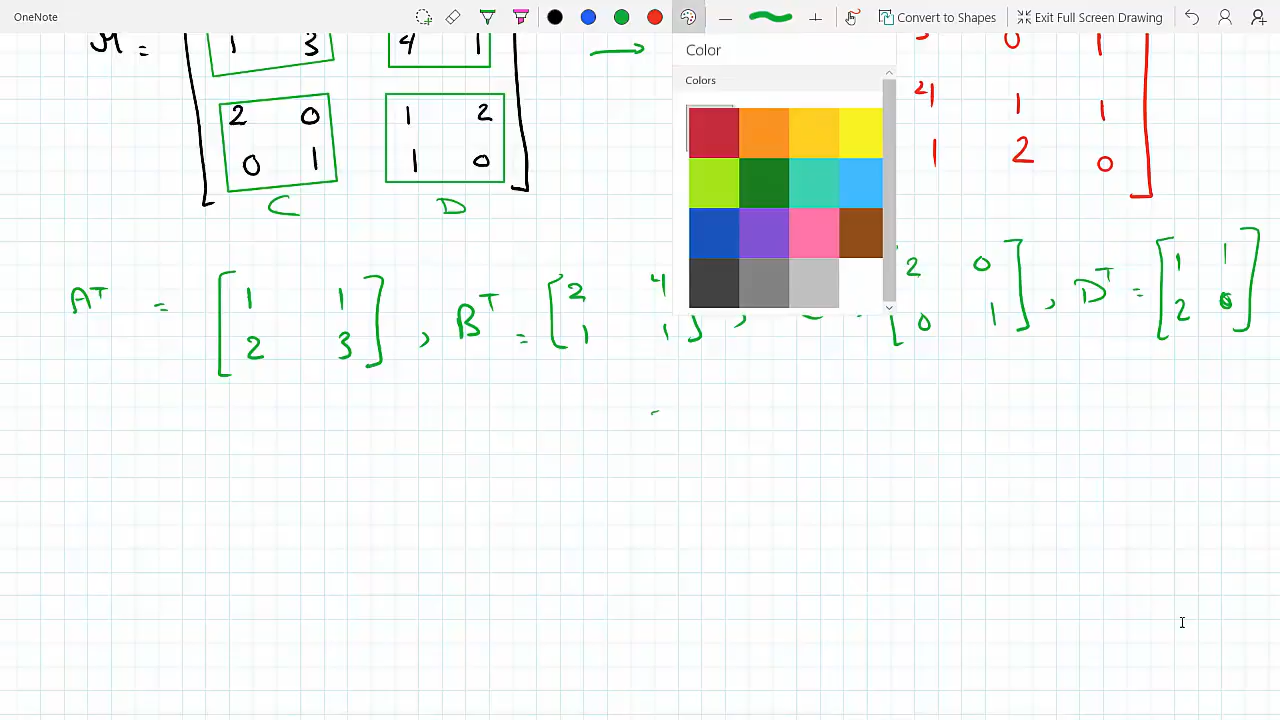 OneNote
Convert to Shapes Exit Full Screen Drawing
Color
Colors
M = 1 3 4 1 0 1
2 0 1 2 4 1 1
0 1 1 0 1 2 0
C D
Aᵀ = [1 1 , Bᵀ = [2 4 , 2 0 , Dᵀ = [1 1
2 3] 1 1] 0 1] 2 0]